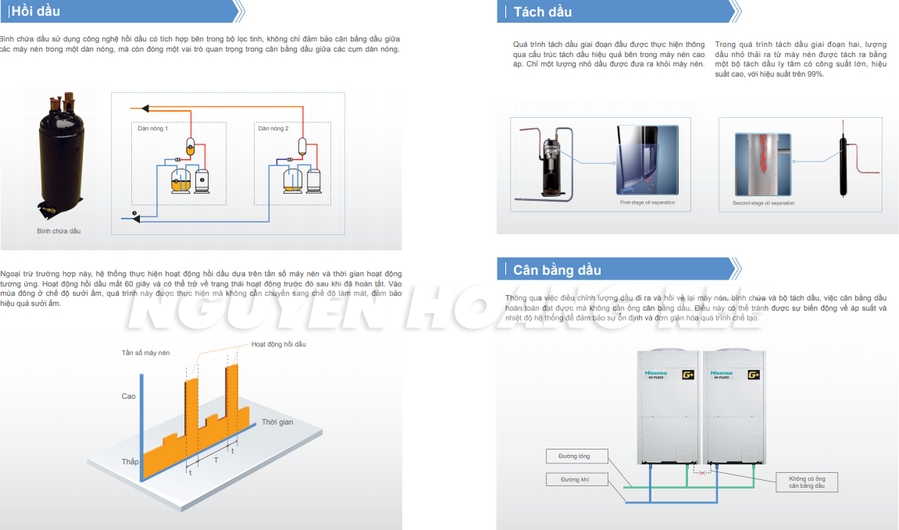 Hồi dầu
Bình chứa dầu sử dụng công nghệ hồi dầu có tích hợp bên trong bộ lọc tinh, không chỉ đảm bảo cân bằng dầu giữa
các máy nén trong một dàn nóng, mà còn đóng một vai trò quan trọng trong cân bằng dầu giữa các cụm dàn nóng.
Dàn nóng 1
Dàn nóng 2
Bình chứa dầu
Ngoại trừ trường hợp này, hệ thống thực hiện hoạt động hồi dầu dựa trên tần số máy nén và thời gian hoạt động
tương ứng. Hoạt động hồi dầu mất 60 giây và có thể trở về trạng thái hoạt động trước đó sau khi đã hoàn tất. Vào
mùa đông ở chế độ sưởi ấm, quá trình này được thực hiện mà không cần chuyển sang chế độ làm mát, đảm bảo
hiệu quả sưởi ấm.
Tần số máy nén
Hoạt động hồi dầu
Cao
Thời gian
Thấp
t
T
t
Tách dầu
Quá trình tách dầu giai đoạn đầu được thực hiện thông
qua cấu trúc tách dầu hiệu quả bên trong máy nén cao
áp. Chỉ một lượng nhỏ dầu được đưa ra khỏi máy nén.
Trong quá trình tách dầu giai đoạn hai, lượng
dầu nhỏ thải ra từ máy nén được tách ra bằng
một bộ tách dầu ly tâm có công suất lớn, hiệu
suất cao, với hiệu suất trên 99%.
First-stage oil separation
Second-stage oil separation
Cân bằng dầu
Thông qua việc điều chỉnh lượng dầu đi ra và hồi về lại máy nén, bình chứa và bộ tách dầu, việc cân bằng dầu
hoàn toàn đạt được mà không cần ống cân bằng dầu. Điều này có thể tránh được sự biến động về áp suất và
nhiệt độ hệ thống để đảm bảo sự ổn định và đơn giản hóa quá trình chế tạo.
NGUYEN HOANG
Hisense
HI-FLEXI
G+
Hisense
HI-FLEXI
G+
Đường lỏng
Đường khí
Không có ống
cân bằng dầu